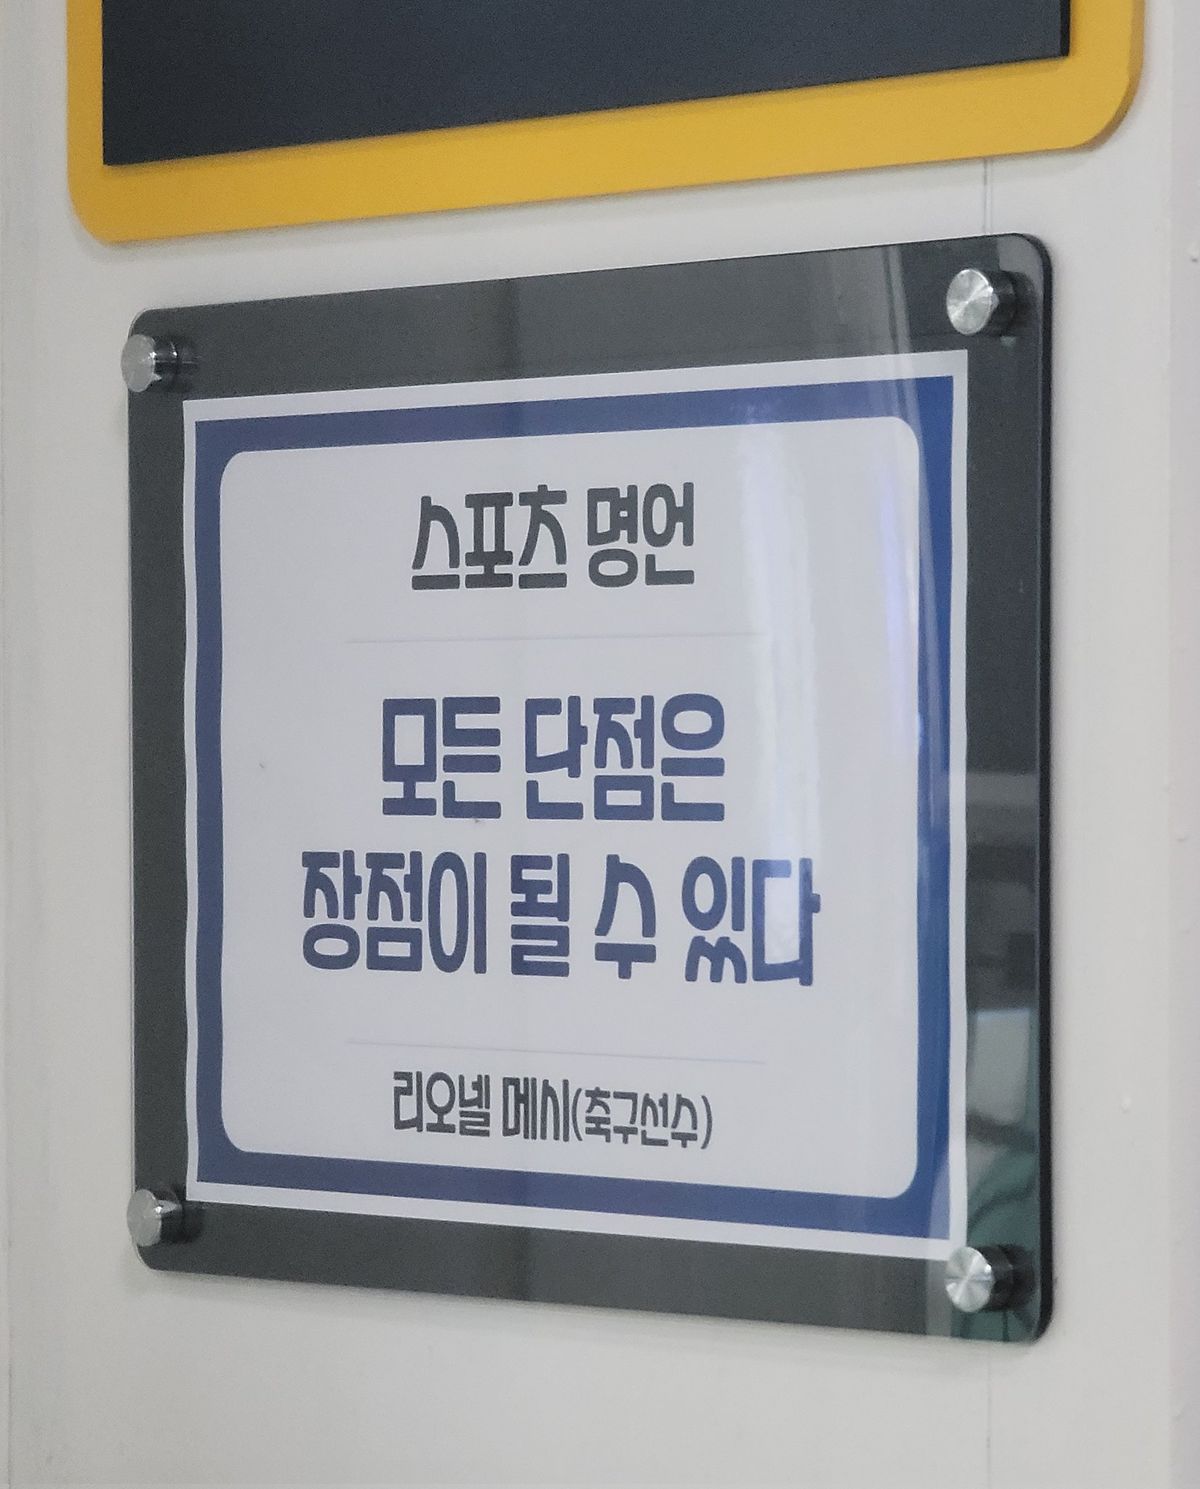 스포츠 명언
모든 단점은
장점이 될 수 있다
리오넬 메시(축구선수)